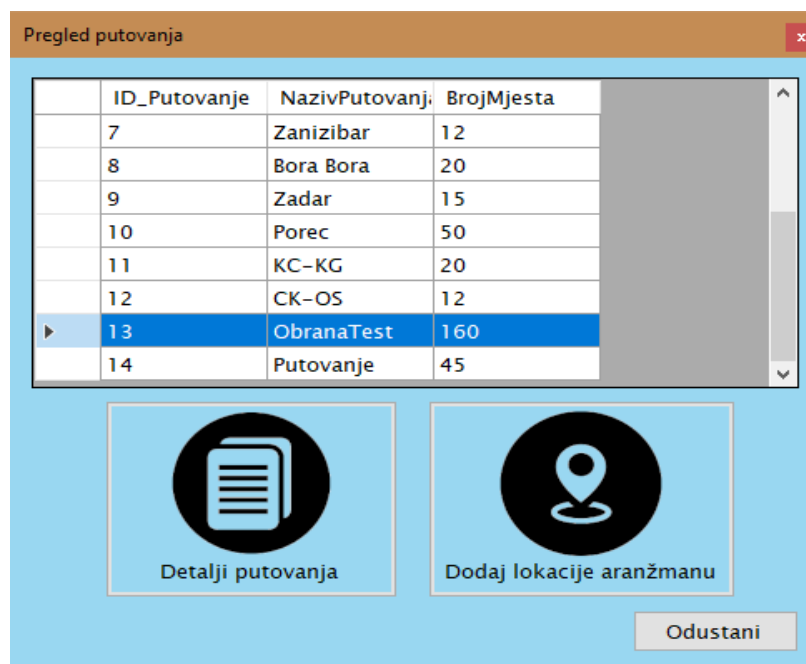 Pregled putovanja
x
ID_Putovanje NazivPutovanj BrojMjesta
7 Zanizibar 12
8 Bora Bora 20
9 Zadar 15
10 Porec 50
11 KC-KG 20
12 CK-OS 12
13 ObranaTest 160
14 Putovanje 45
Detalji putovanja Dodaj lokacije aranžmanu
Odustani